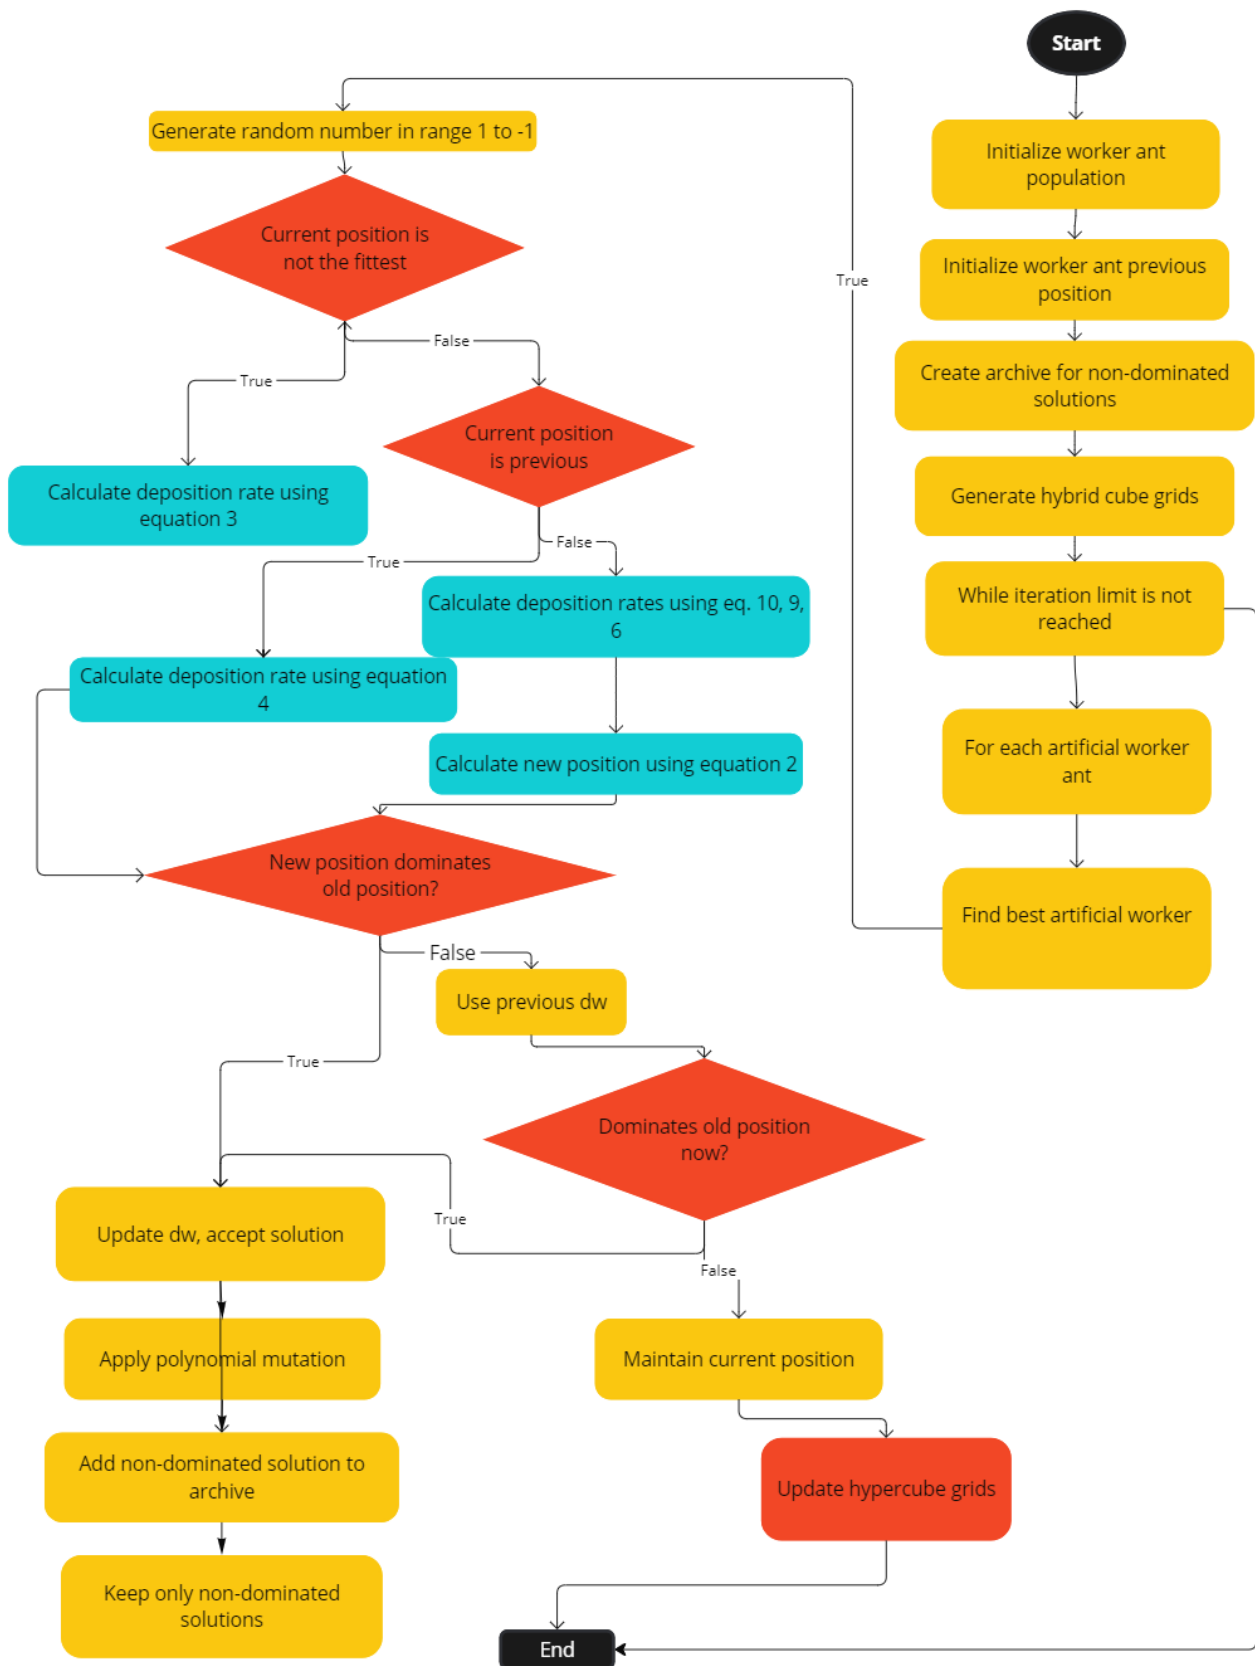 Start
Initialize worker ant
population
Initialize worker ant previous
position
Create archive for non-dominated
solutions
Generate hybrid cube grids
While iteration limit is not
reached
For each artificial worker
ant
Find best artificial worker
True
Generate random number in range 1 to -1
Current position is
not the fittest
False
True
Current position
is previous
Calculate deposition rate using
equation 3
False
True
Calculate deposition rates using eq. 10, 9,
6
Calculate deposition rate using equation
4
Calculate new position using equation 2
New position dominates
old position?
False
Use previous dw
True
Dominates old position
now?
True
False
Update dw, accept solution
Apply polynomial mutation
Maintain current position
Add non-dominated solution to
archive
Update hypercube grids
Keep only non-dominated
solutions
End